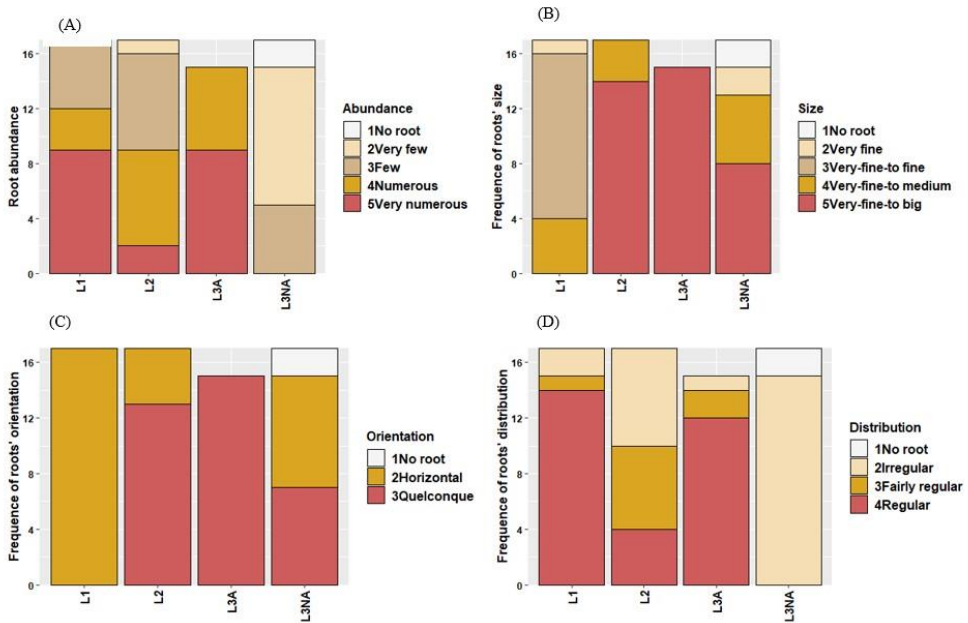 (A)
Root abundance
16
12
8
4
0
L1
L2
L3A
L3NA
Abundance
1No root
2Very few
3Few
4Numerous
5Very numerous
(B)
Frequence of roots' size
16
12
8
4
0
L1
L2
L3A
L3NA
Size
1No root
2Very fine
3Very-fine-to fine
4Very-fine-to medium
5Very-fine-to big
(C)
Frequence of roots' orientation
16
12
8
4
0
L1
L2
L3A
L3NA
Orientation
1No root
2Horizontal
3Quelconque
(D)
Frequence of roots' distribution
16
12
8
4
0
L1
L2
L3A
L3NA
Distribution
1No root
2Irregular
3Fairly regular
4Regular